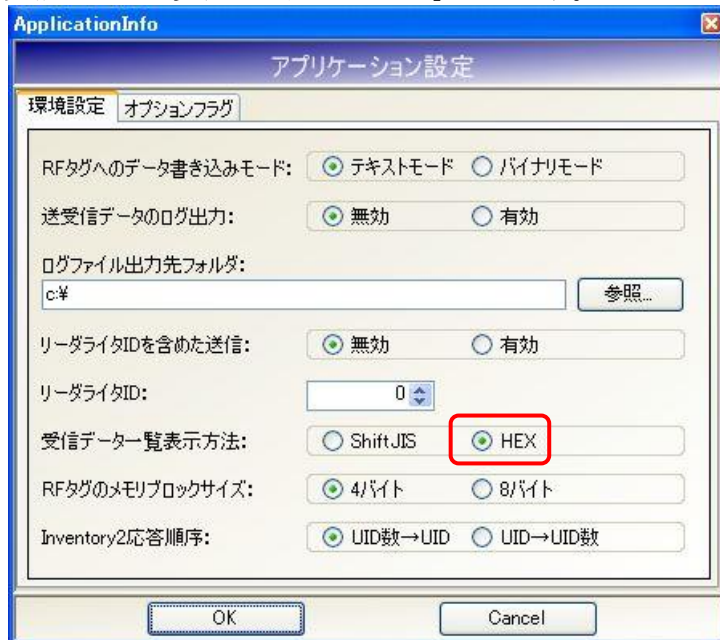 ApplicationInfo
アプリケーション設定
環境設定 オプションフラグ
RFタグへのデータ書き込みモード: テキストモード バイナリモード
送受信データのログ出力: 無効 有効
ログファイル出力先フォルダ:
c:¥ 参照...
リーダライタIDを含めた送信: 無効 有効
リーダライタID: 0
受信データ一覧表示方法: ShiftJIS HEX
RFタグのメモリブロックサイズ: 4バイト 8バイト
Inventory2応答順序: UID数→UID UID→UID数
OK Cancel